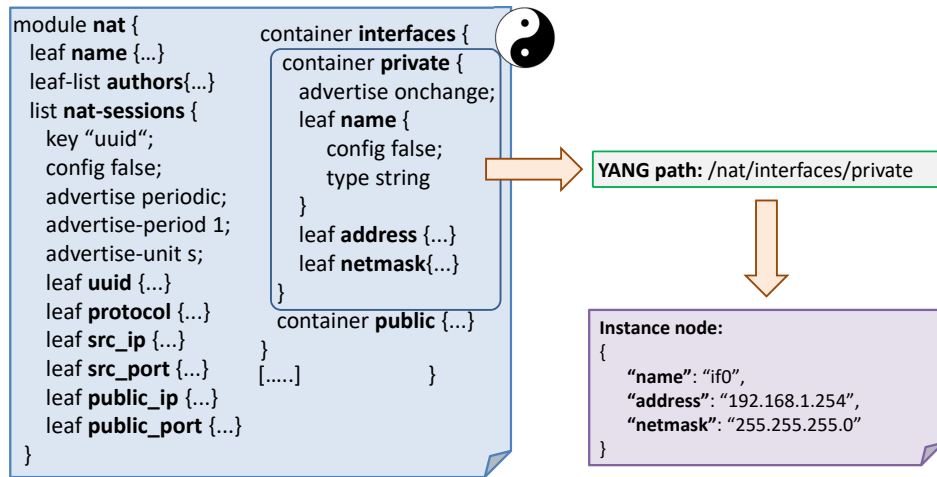 module nat {
leaf name {...}
leaf-list authors{...}
list nat-sessions {
key “uuid“;
config false;
advertise periodic;
advertise-period 1;
advertise-unit s;
leaf uuid {...}
leaf protocol {...}
leaf src_ip {...}
leaf src_port {...}
leaf public_ip {...}
leaf public_port {...}
}
container interfaces {
container private {
advertise onchange;
leaf name {
config false;
type string
}
leaf address {...}
leaf netmask{...}
}
container public {...}
}
[.....] }
YANG path: /nat/interfaces/private
Instance node:
{
“name”: “if0”,
“address”: “192.168.1.254”,
“netmask”: “255.255.255.0”
}